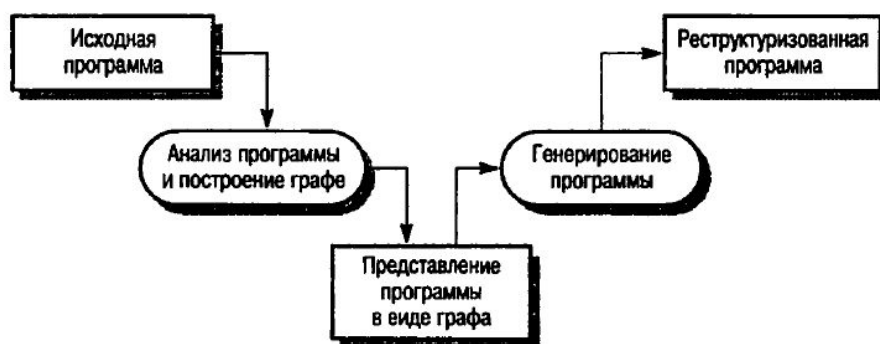 Исходная
программа
Анализ программы
и построение графе
Представление
программы
в еиде графа
Генерирование
программы
Реструктуризованная
программа